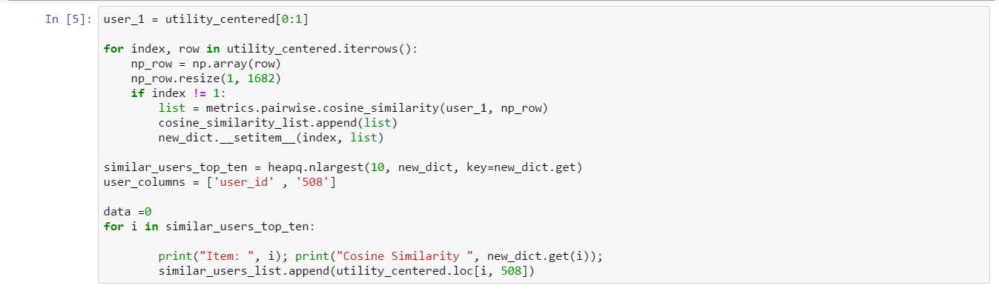 In [5]: user_1 = utility_centered[0:1]
for index, row in utility_centered.iterrows():
np_row = np.array(row)
np_row.resize(1, 1682)
if index != 1:
list = metrics.pairwise.cosine_similarity(user_1, np_row)
cosine_similarity_list.append(list)
new_dict.__setitem__(index, list)
similar_users_top_ten = heapq.nlargest(10, new_dict, key=new_dict.get)
user_columns = ['user_id' , '508']
data =0
for i in similar_users_top_ten:
print("Item: ", i); print("Cosine Similarity ", new_dict.get(i));
similar_users_list.append(utility_centered.loc[i, 508])